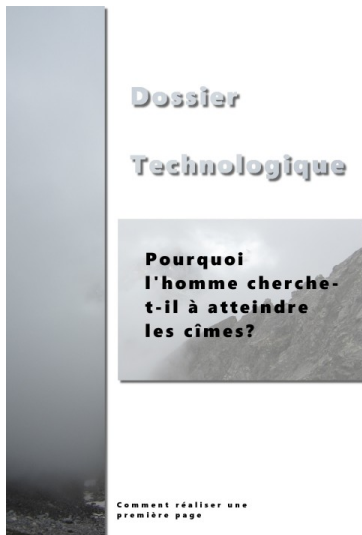 Dossier
Technologique
Pourquoi
l'homme cherche-
t-il à atteindre
les cîmes?
Comment réaliser une
première page